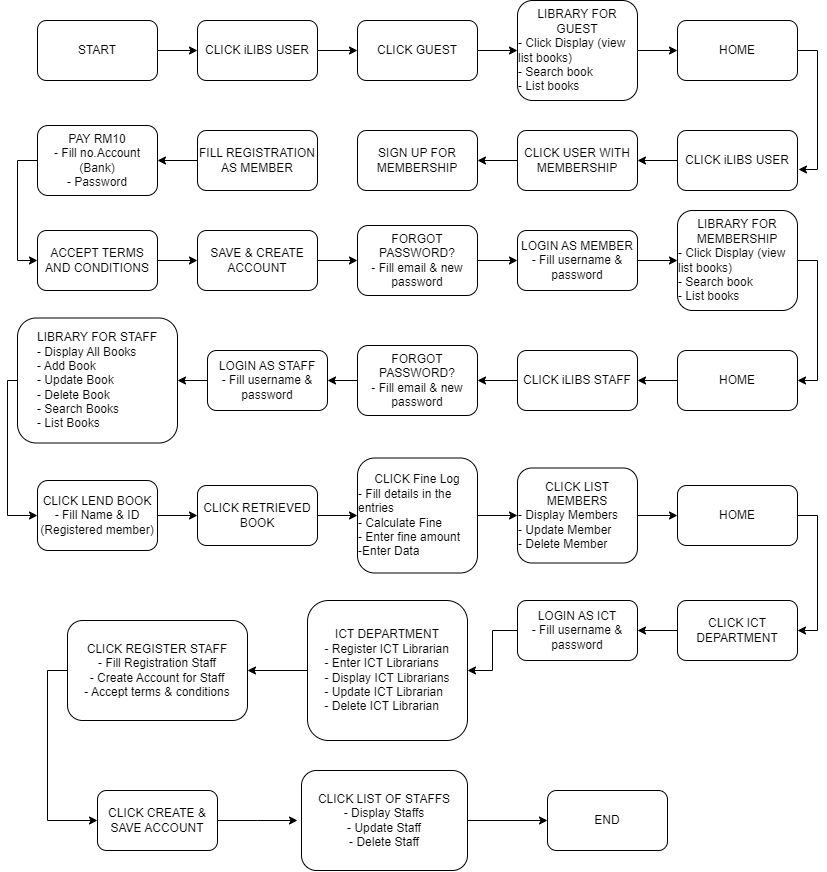 START
CLICK iLIBS USER
CLICK GUEST
LIBRARY FOR
GUEST
- Click Display (view
list books)
- Search book
- List books
HOME
CLICK iLIBS USER
CLICK USER WITH
MEMBERSHIP
SIGN UP FOR
MEMBERSHIP
FILL REGISTRATION
AS MEMBER
PAY RM10
- Fill no.Account
(Bank)
- Password
ACCEPT TERMS
AND CONDITIONS
SAVE & CREATE
ACCOUNT
FORGOT
PASSWORD?
- Fill email & new
password
LOGIN AS MEMBER
- Fill username &
password
LIBRARY FOR
MEMBERSHIP
- Click Display (view
list books)
- Search book
- List books
HOME
CLICK iLIBS STAFF
FORGOT
PASSWORD?
- Fill email & new
password
LOGIN AS STAFF
- Fill username &
password
LIBRARY FOR STAFF
- Display All Books
- Add Book
- Update Book
- Delete Book
- Search Books
- List Books
CLICK LEND BOOK
- Fill Name & ID
(Registered member)
CLICK RETRIEVED
BOOK
CLICK Fine Log
- Fill details in the
entries
- Calculate Fine
- Enter fine amount
-Enter Data
CLICK LIST
MEMBERS
- Display Members
- Update Member
- Delete Member
HOME
CLICK ICT
DEPARTMENT
LOGIN AS ICT
- Fill username &
password
ICT DEPARTMENT
- Register ICT Librarian
- Enter ICT Librarians
- Display ICT Librarians
- Update ICT Librarian
- Delete ICT Librarian
CLICK REGISTER STAFF
- Fill Registration Staff
- Create Account for Staff
- Accept terms & conditions
CLICK CREATE &
SAVE ACCOUNT
CLICK LIST OF STAFFS
- Display Staffs
- Update Staff
- Delete Staff
END